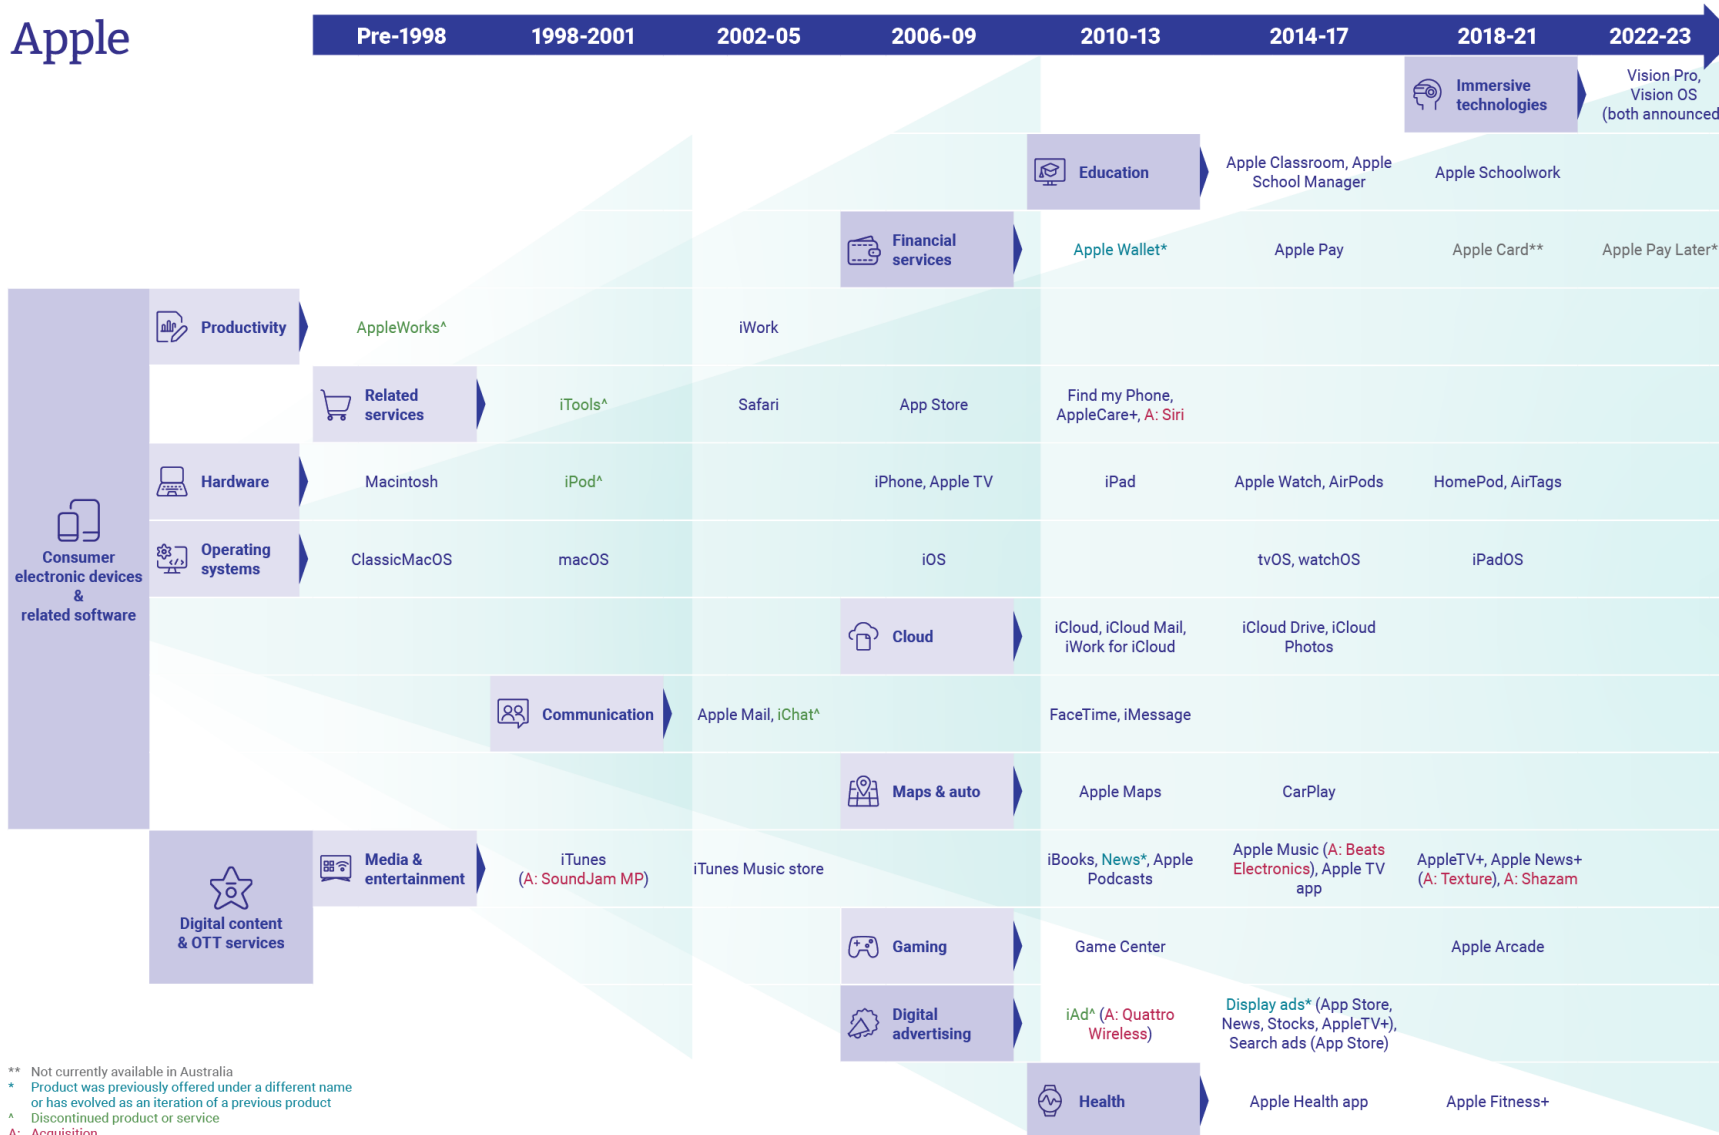 Apple
Pre-1998
1998-2001
2002-05
2006-09
2010-13
2014-17
2018-21
2022-23
Immersive
technologies
Vision Pro,
Vision OS
(both announced
Education
Apple Classroom, Apple
School Manager
Apple Schoolwork
Financial
services
Apple Wallet*
Apple Pay
Apple Card**
Apple Pay Later*
Consumer
electronic devices
&
related software
Productivity
AppleWorks^
iWork
Related
services
iTools^
Safari
App Store
Find my Phone,
AppleCare+, A: Siri
Hardware
Macintosh
iPod^
iPhone, Apple TV
iPad
Apple Watch, AirPods
HomePod, AirTags
Operating
systems
ClassicMacOS
macOS
iOS
tvOS, watchOS
iPadOS
Cloud
iCloud, iCloud Mail,
iWork for iCloud
iCloud Drive, iCloud
Photos
Communication
Apple Mail, iChat^
FaceTime, iMessage
Maps & auto
Apple Maps
CarPlay
Digital content
& OTT services
Media &
entertainment
iTunes
(A: SoundJam MP)
iTunes Music store
iBooks, News*, Apple
Podcasts
Apple Music (A: Beats
Electronics), Apple TV
app
AppleTV+, Apple News+
(A: Texture), A: Shazam
Gaming
Game Center
Apple Arcade
Digital
advertising
iAd^ (A: Quattro
Wireless)
Display ads* (App Store,
News, Stocks, AppleTV+),
Search ads (App Store)
Health
Apple Health app
Apple Fitness+
** Not currently available in Australia
* Product was previously offered under a different name
or has evolved as an iteration of a previous product
^ Discontinued product or service
A: Acquisition